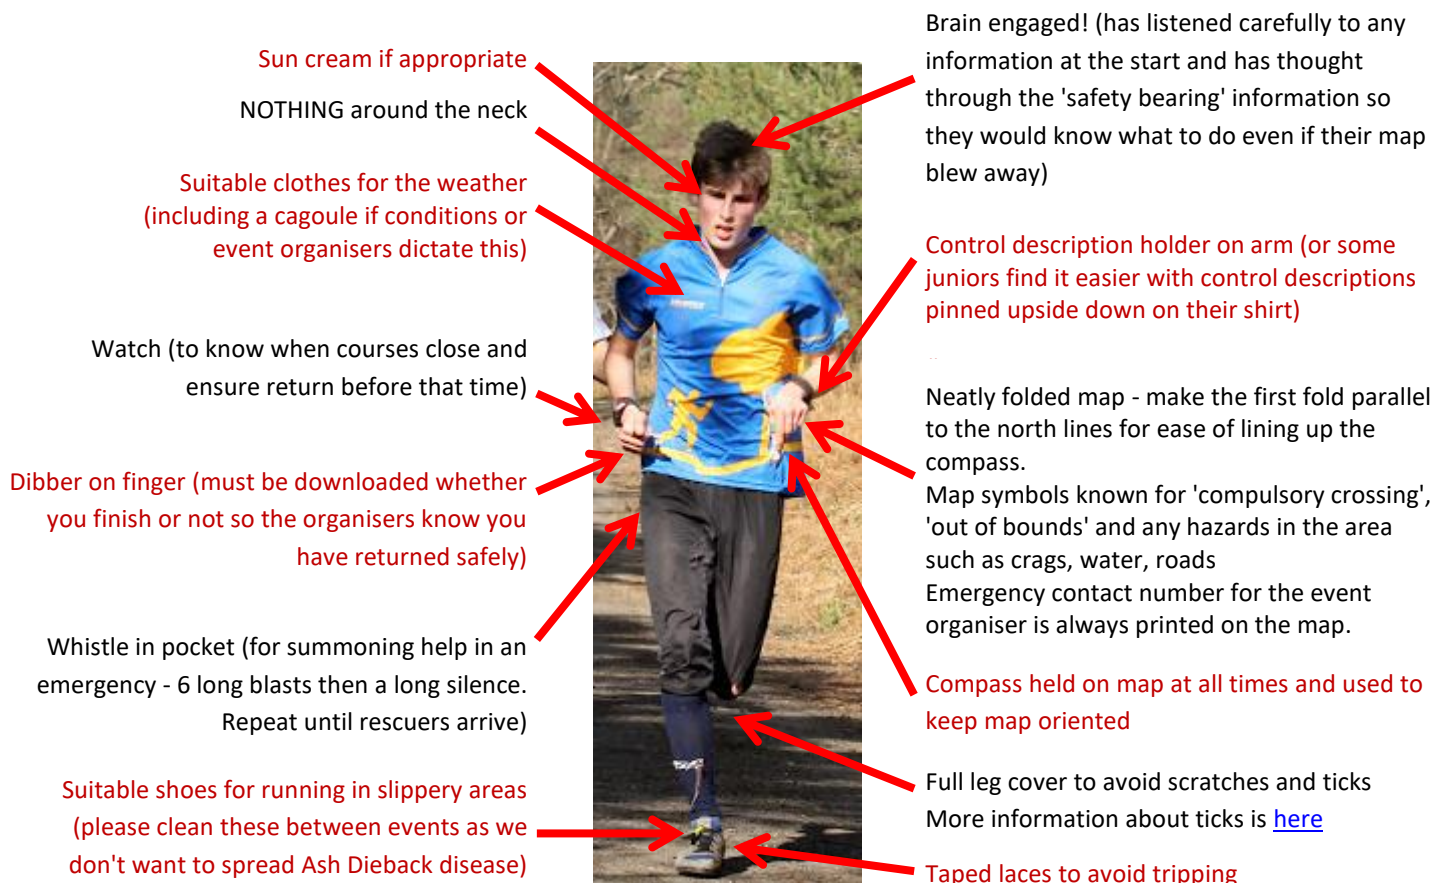 Sun cream if appropriate
NOTHING around the neck
Suitable clothes for the weather
(including a cagoule if conditions or
event organisers dictate this)
Watch (to know when courses close and
ensure return before that time)
Dibber on finger (must be downloaded whether
you finish or not so the organisers know you
have returned safely)
Whistle in pocket (for summoning help in an
emergency - 6 long blasts then a long silence.
Repeat until rescuers arrive)
Suitable shoes for running in slippery areas
(please clean these between events as we
don't want to spread Ash Dieback disease)
Brain engaged! (has listened carefully to any
information at the start and has thought
through the 'safety bearing' information so
they would know what to do even if their map
blew away)
Control description holder on arm (or some
juniors find it easier with control descriptions
pinned upside down on their shirt)
Neatly folded map - make the first fold parallel
to the north lines for ease of lining up the
compass.
Map symbols known for 'compulsory crossing',
'out of bounds' and any hazards in the area
such as crags, water, roads
Emergency contact number for the event
organiser is always printed on the map.
Compass held on map at all times and used to
keep map oriented
Full leg cover to avoid scratches and ticks
More information about ticks is here
Taped laces to avoid tripping